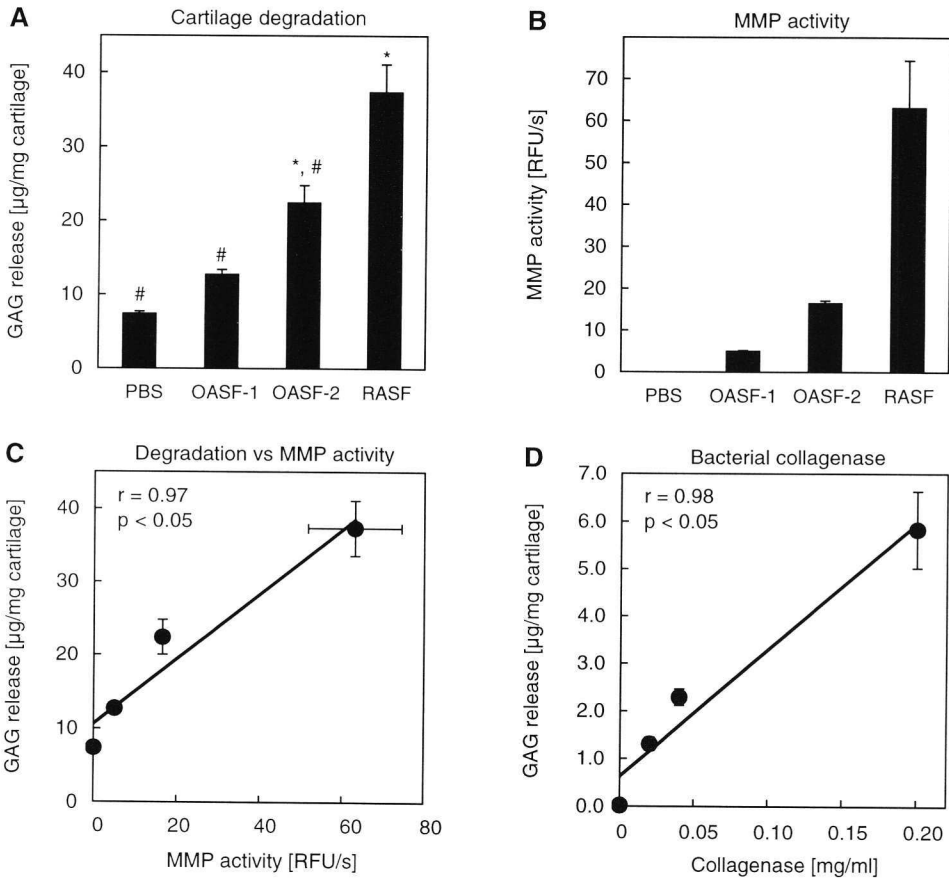 A
Cartilage degradation
GAG release [µg/mg cartilage]
40
30
20
10
0
#
#
*, #
*
PBS OASF-1 OASF-2 RASF
B
MMP activity
MMP activity [RFU/s]
70
60
50
40
30
20
10
0
PBS OASF-1 OASF-2 RASF
C
Degradation vs MMP activity
r = 0.97
p < 0.05
GAG release [µg/mg cartilage]
40
30
20
10
0
0 20 40 60 80
MMP activity [RFU/s]
D
Bacterial collagenase
r = 0.98
p < 0.05
GAG release [µg/mg cartilage]
7.0
6.0
5.0
4.0
3.0
2.0
1.0
0.0
0 0.05 0.10 0.15 0.20
Collagenase [mg/ml]